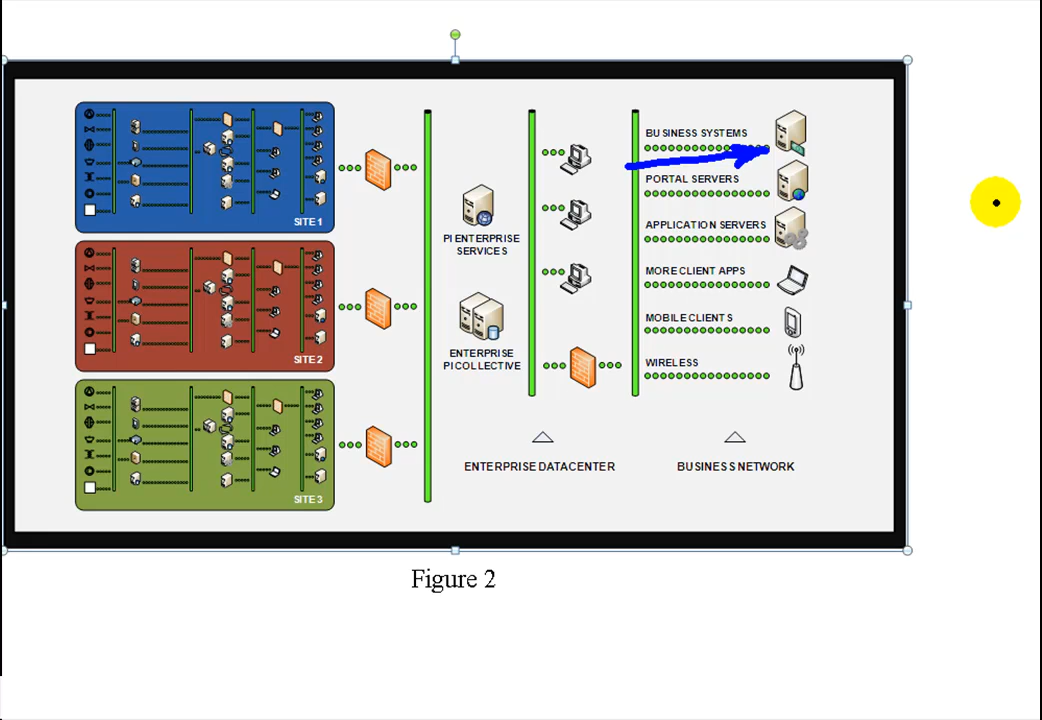 SITE 1
SITE 2
SITE 3
PI ENTERPRISE
SERVICES
ENTERPRISE
PI COLLECTIVE
BUSINESS SYSTEMS
PORTAL SERVERS
APPLICATION SERVERS
MORE CLIENT APPS
MOBILE CLIENTS
WIRELESS
ENTERPRISE DATACENTER
BUSINESS NETWORK
Figure 2